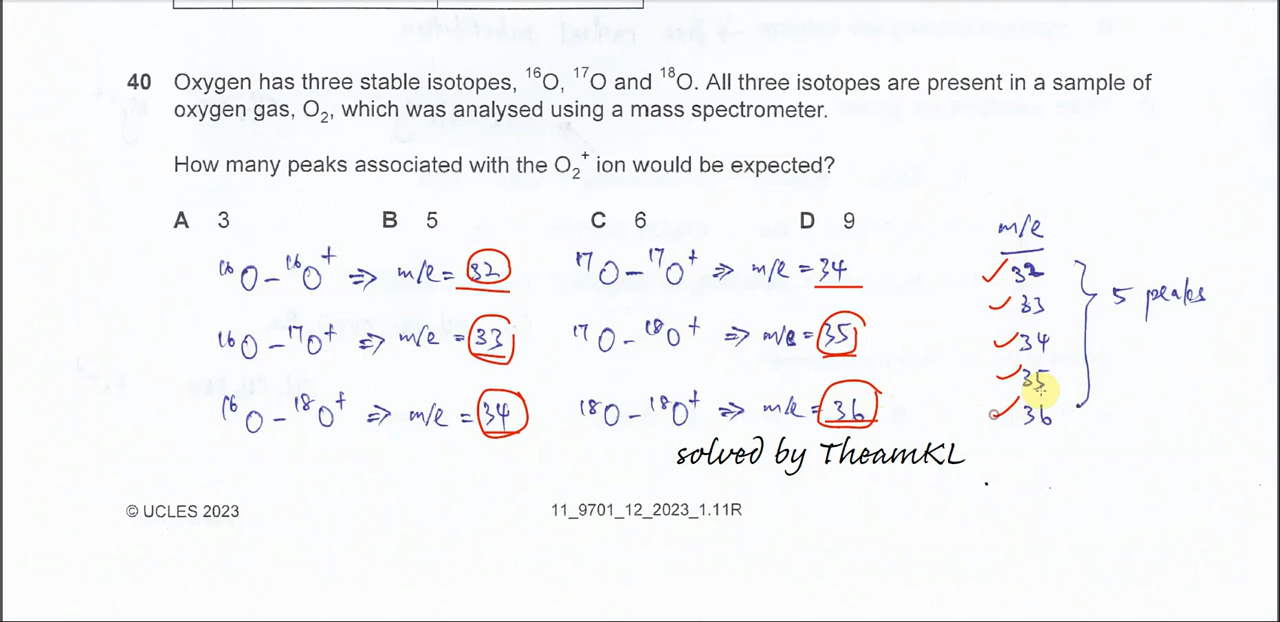 40 Oxygen has three stable isotopes, ¹⁶O, ¹⁷O and ¹⁸O. All three isotopes are present in a sample of
oxygen gas, O₂, which was analysed using a mass spectrometer.
How many peaks associated with the O₂⁺ ion would be expected?
A 3 B 5 C 6 D 9
m/e
¹⁶O-¹⁶O⁺ ⇒ m/e = 32 ¹⁷O-¹⁷O⁺ ⇒ m/e = 34
✓ 32
✓ 33
5 peaks
¹⁶O-¹⁷O⁺ ⇒ m/e = 33 ¹⁷O-¹⁸O⁺ ⇒ m/e = 35
✓ 34
✓ 35
¹⁶O-¹⁸O⁺ ⇒ m/e = 34 ¹⁸O-¹⁸O⁺ ⇒ m/e = 36
✓ 36
solved by TheamKL
© UCLES 2023 11_9701_12_2023_1.11R